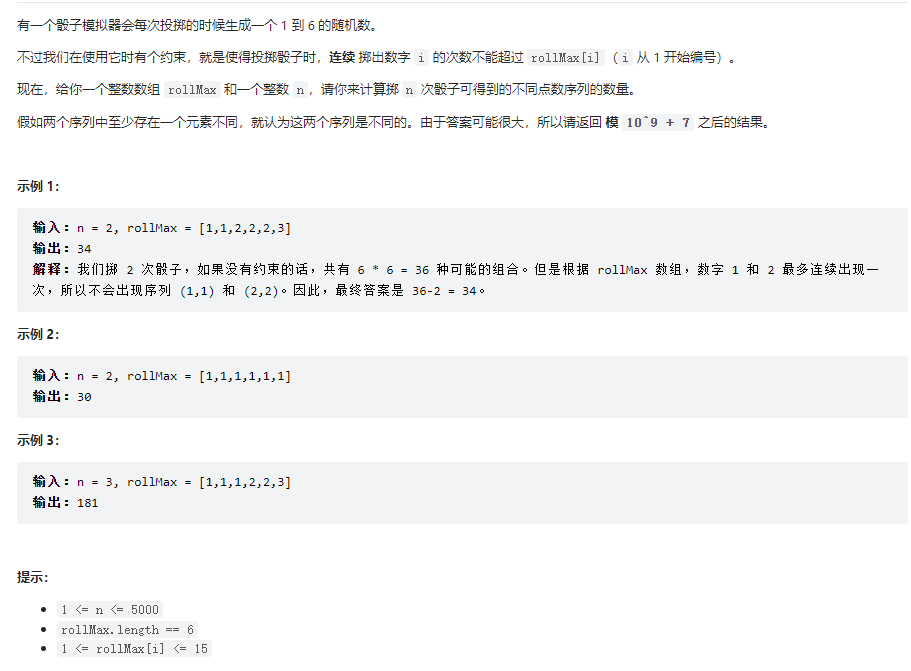 有一个骰子模拟器会每次投掷的时候生成一个 1 到 6 的随机数。
不过我们在使用它时有个约束，就是使得投掷骰子时，连续 掷出数字 i 的次数不能超过 rollMax[i]（i 从 1 开始编号）。
现在，给你一个整数数组 rollMax 和一个整数 n，请你来计算掷 n 次骰子可得到的不同点数序列的数量。
假如两个序列中至少存在一个元素不同，就认为这两个序列是不同的。由于答案可能很大，所以请返回 模 10^9 + 7 之后的结果。
示例 1：
输入：n = 2, rollMax = [1,1,2,2,2,3]
输出：34
解释：我们掷 2 次骰子，如果没有约束的话，共有 6 * 6 = 36 种可能的组合。但是根据 rollMax 数组，数字 1 和 2 最多连续出现一
次，所以不会出现序列 (1,1) 和 (2,2)。因此，最终答案是 36-2 = 34。
示例 2：
输入：n = 2, rollMax = [1,1,1,1,1,1]
输出：30
示例 3：
输入：n = 3, rollMax = [1,1,1,2,2,3]
输出：181
提示：
• 1 <= n <= 5000
• rollMax.length == 6
• 1 <= rollMax[i] <= 15